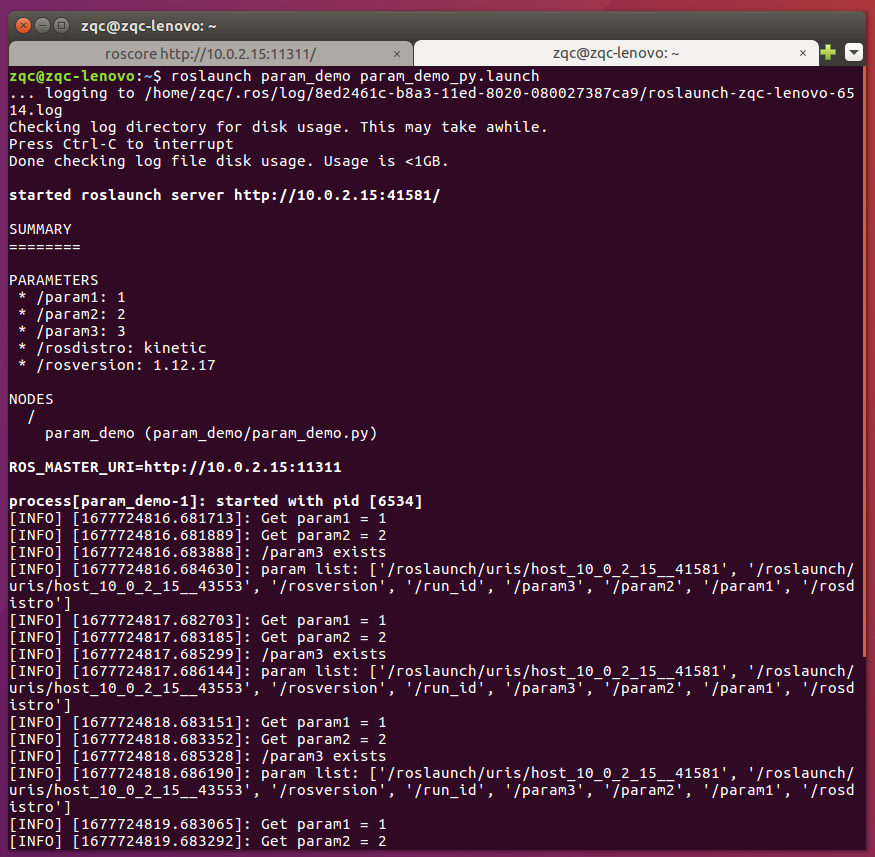 zqc@zqc-lenovo: ~
roscore http://10.0.2.15:11311/ × zqc@zqc-lenovo: ~ ×
zqc@zqc-lenovo:~$ roslaunch param_demo param_demo_py.launch
... logging to /home/zqc/.ros/log/8ed2461c-b8a3-11ed-8020-080027387ca9/roslaunch-zqc-lenovo-65
14.log
Checking log directory for disk usage. This may take awhile.
Press Ctrl-C to interrupt
Done checking log file disk usage. Usage is <1GB.
started roslaunch server http://10.0.2.15:41581/
SUMMARY
========
PARAMETERS
 * /param1: 1
 * /param2: 2
 * /param3: 3
 * /rosdistro: kinetic
 * /rosversion: 1.12.17
NODES
  /
    param_demo (param_demo/param_demo.py)
ROS_MASTER_URI=http://10.0.2.15:11311
process[param_demo-1]: started with pid [6534]
[INFO] [1677724816.681713]: Get param1 = 1
[INFO] [1677724816.681889]: Get param2 = 2
[INFO] [1677724816.683888]: /param3 exists
[INFO] [1677724816.684630]: param list: ['/roslaunch/uris/host_10_0_2_15__41581', '/roslaunch/
uris/host_10_0_2_15__43553', '/rosversion', '/run_id', '/param3', '/param2', '/param1', '/rosd
istro']
[INFO] [1677724817.682703]: Get param1 = 1
[INFO] [1677724817.683185]: Get param2 = 2
[INFO] [1677724817.685299]: /param3 exists
[INFO] [1677724817.686144]: param list: ['/roslaunch/uris/host_10_0_2_15__41581', '/roslaunch/
uris/host_10_0_2_15__43553', '/rosversion', '/run_id', '/param3', '/param2', '/param1', '/rosd
istro']
[INFO] [1677724818.683151]: Get param1 = 1
[INFO] [1677724818.683352]: Get param2 = 2
[INFO] [1677724818.685328]: /param3 exists
[INFO] [1677724818.686190]: param list: ['/roslaunch/uris/host_10_0_2_15__41581', '/roslaunch/
uris/host_10_0_2_15__43553', '/rosversion', '/run_id', '/param3', '/param2', '/param1', '/rosd
istro']
[INFO] [1677724819.683065]: Get param1 = 1
[INFO] [1677724819.683292]: Get param2 = 2